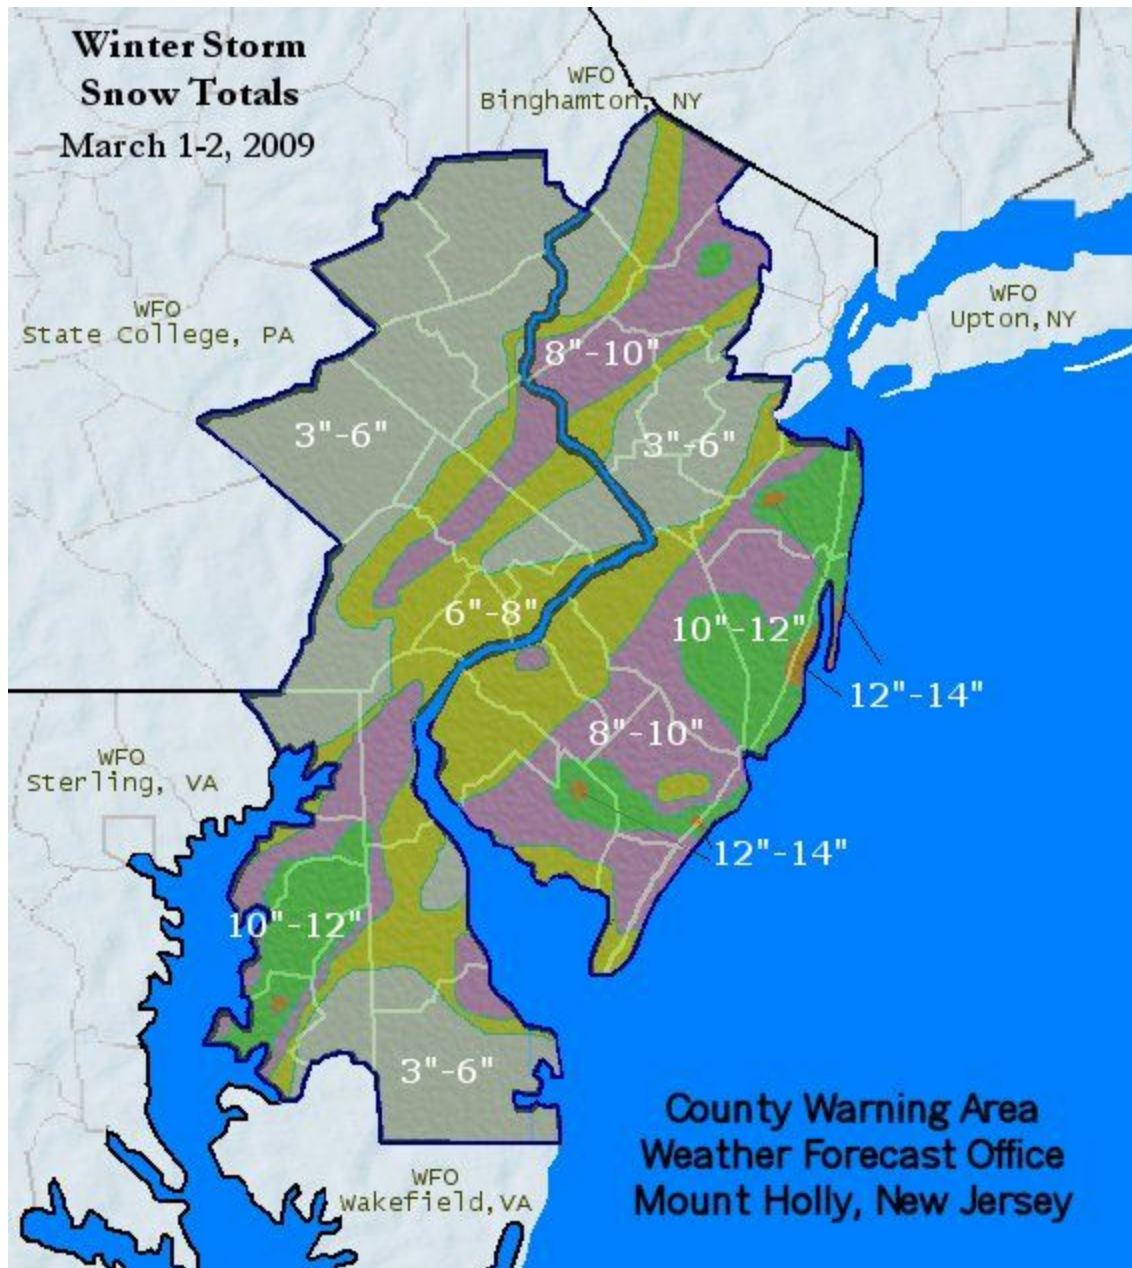 Winter Storm
Snow Totals
March 1-2, 2009
WFO
Binghamton, NY
WFO
State College, PA
WFO
Upton, NY
8"-10"
3"-6"
3"-6"
6"-8"
10"-12"
12"-14"
8"-10"
WFO
Sterling, VA
12"-14"
10"-12"
3"-6"
County Warning Area
Weather Forecast Office
Mount Holly, New Jersey
WFO
Wakefield, VA